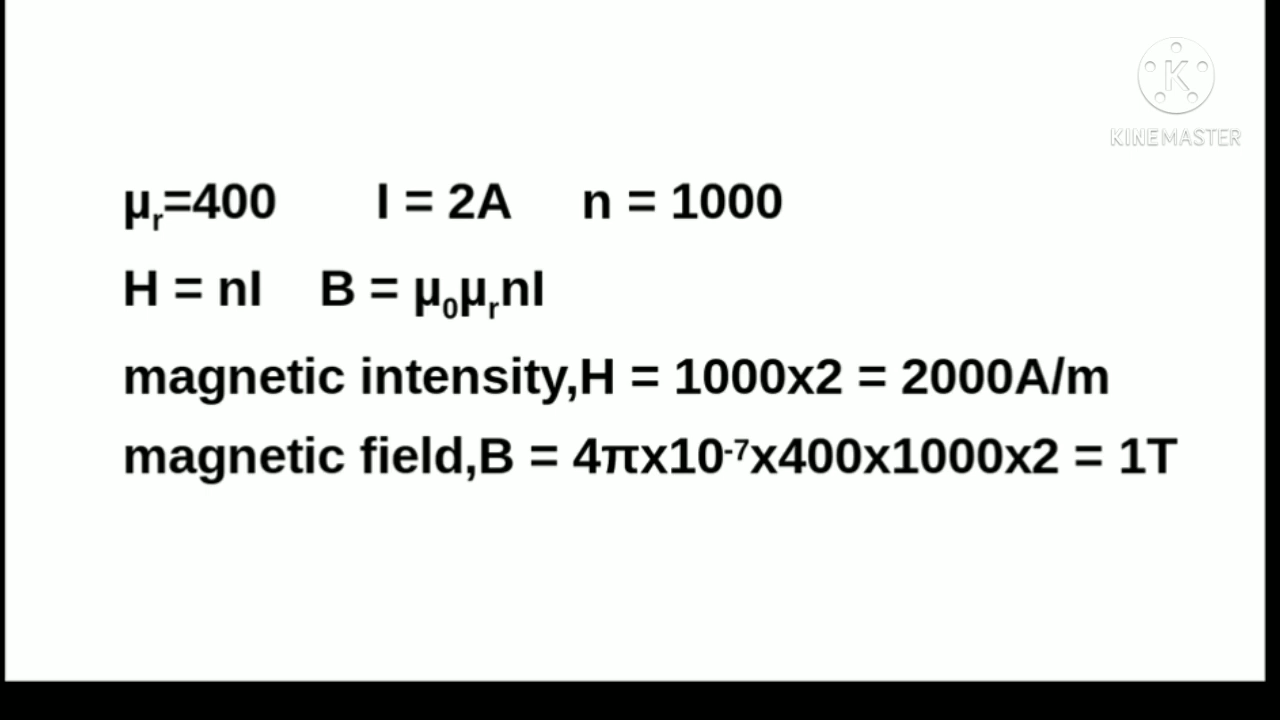 K
KINEMASTER
µr=400 I = 2A n = 1000
H = nI B = µ0µrnI
magnetic intensity,H = 1000x2 = 2000A/m
magnetic field,B = 4πx10-7x400x1000x2 = 1T